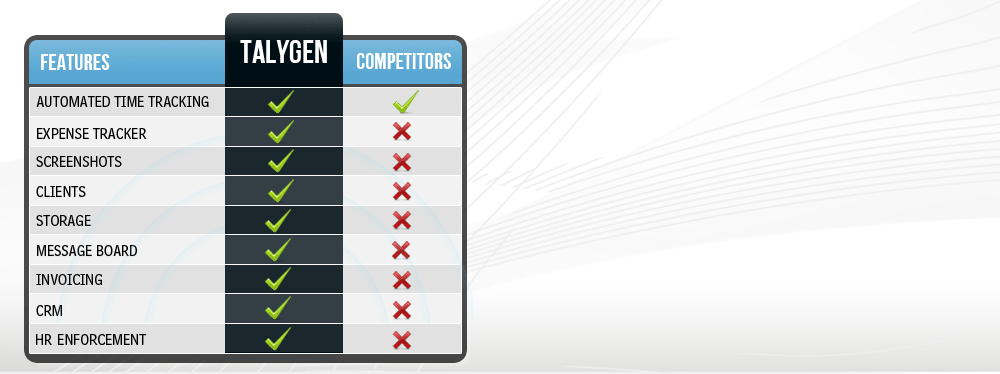 FEATURES TALYGEN COMPETITORS
AUTOMATED TIME TRACKING
EXPENSE TRACKER
SCREENSHOTS
CLIENTS
STORAGE
MESSAGE BOARD
INVOICING
CRM
HR ENFORCEMENT